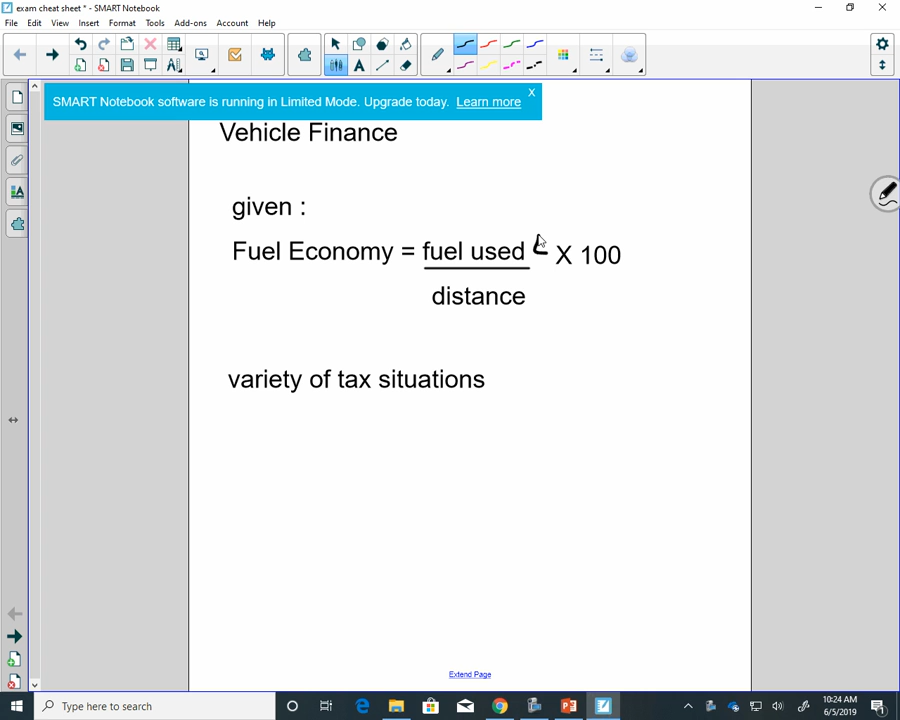 exam cheat sheet * - SMART Notebook
File Edit View Insert Format Tools Add-ons Account Help
SMART Notebook software is running in Limited Mode. Upgrade today. Learn more X
Vehicle Finance
given :
Fuel Economy = fuel used L X 100
distance
variety of tax situations
Extend Page
Type here to search
10:24 AM
6/5/2019